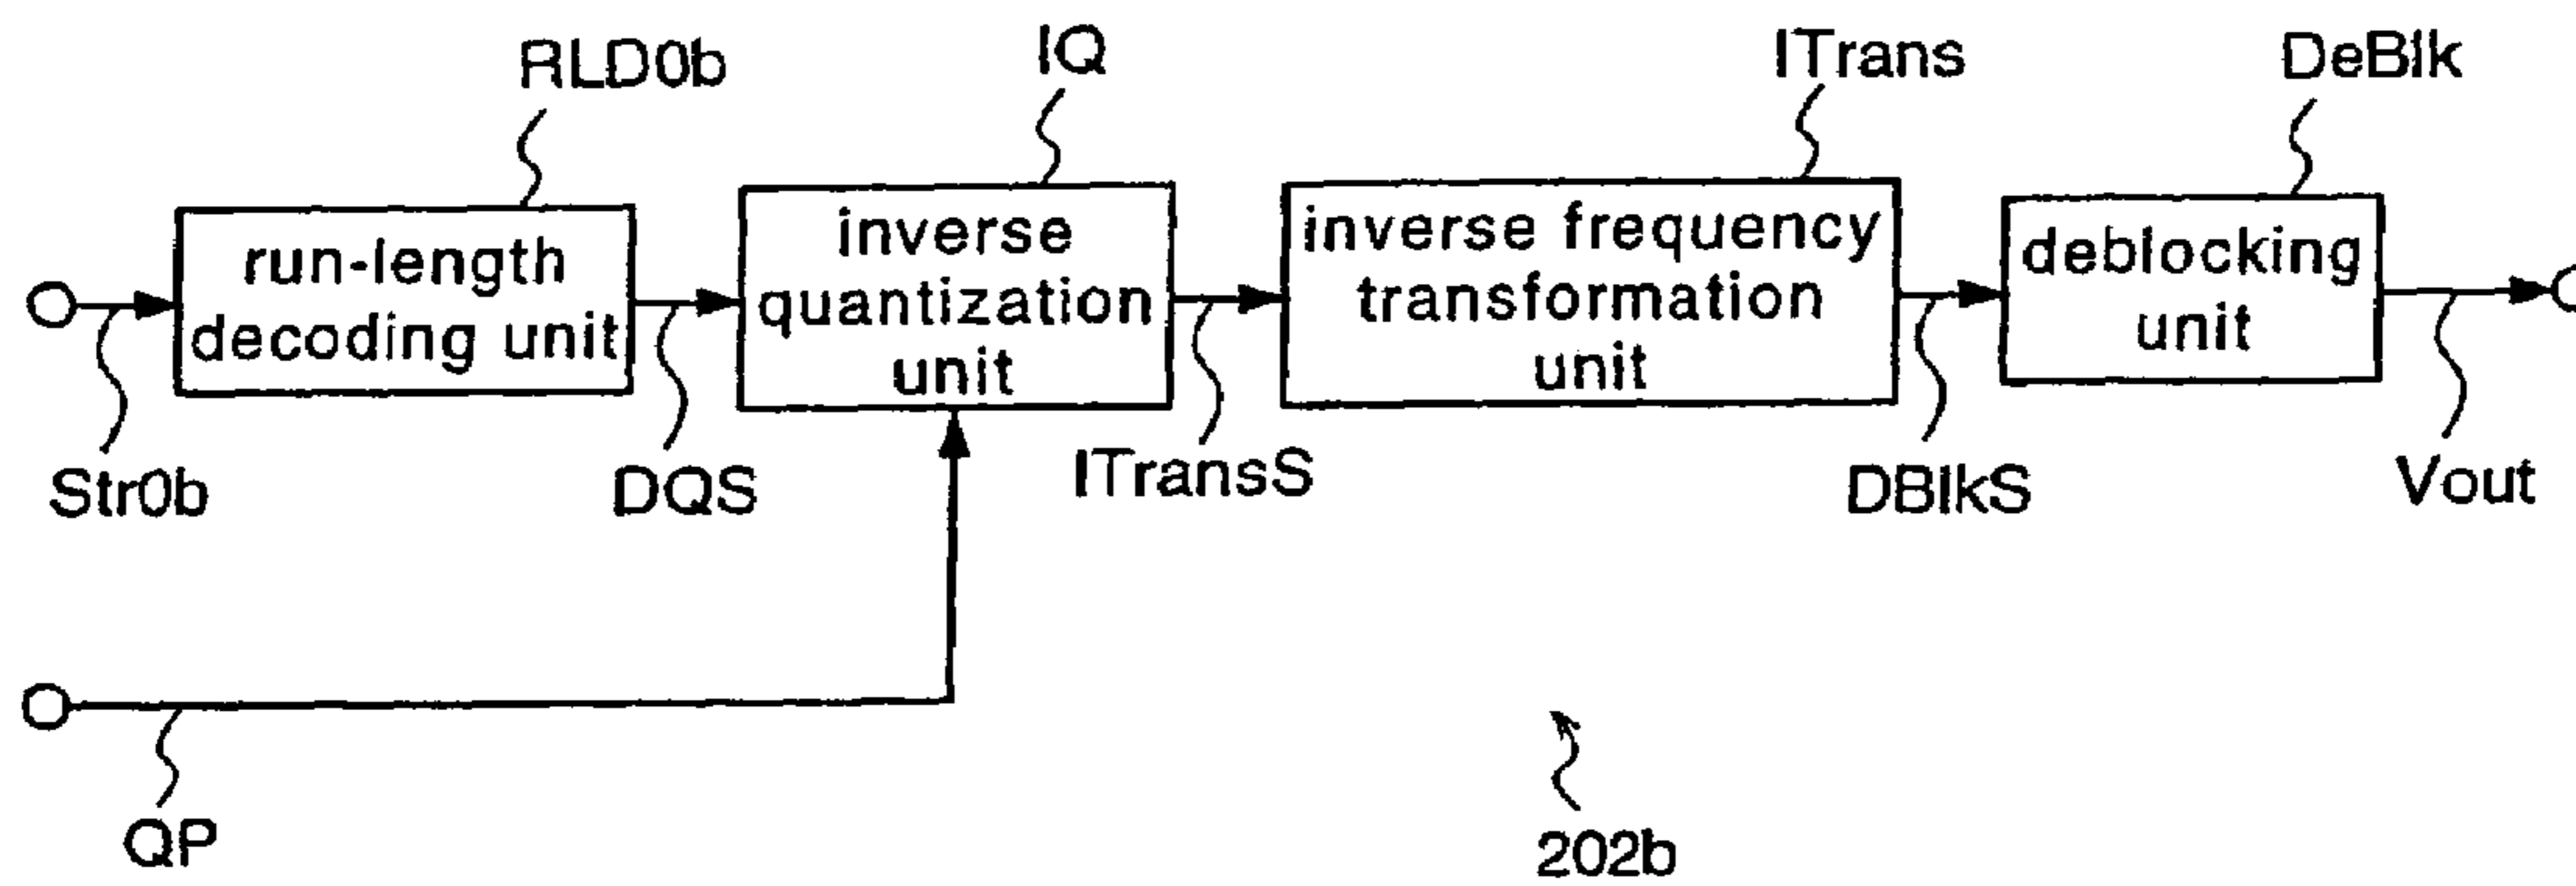 RLD0b
IQ
ITrans
DeBlk
run-length
decoding unit
inverse
quantization
unit
inverse frequency
transformation
unit
deblocking
unit
Str0b
DQS
ITransS
DBlkS
Vout
QP
202b